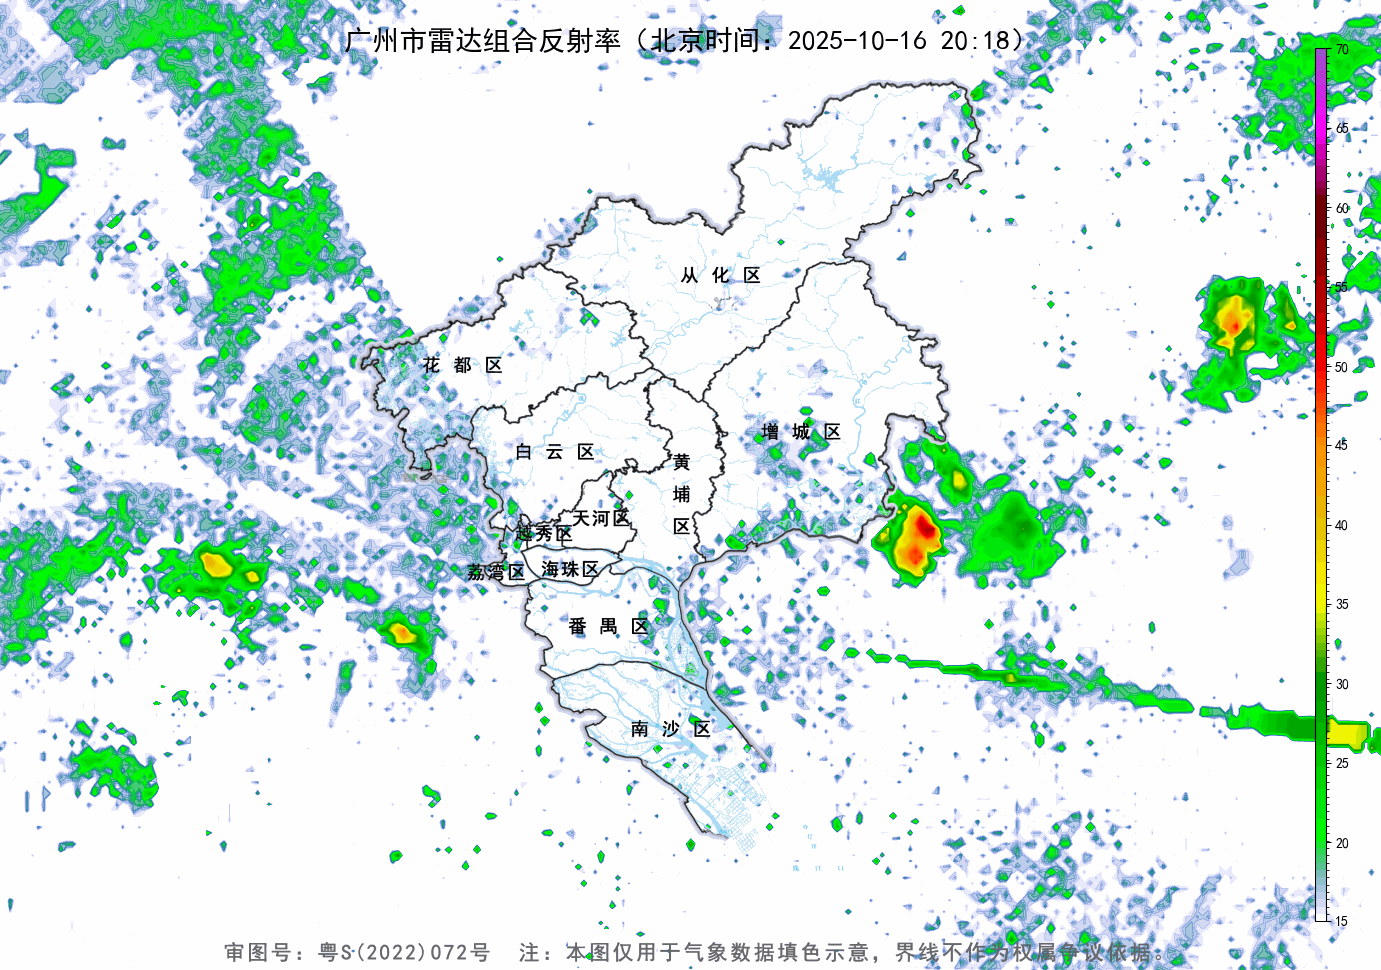 广州市雷达组合反射率（北京时间：2025-10-16 20:18）
70
65
60
55
50
45
40
35
30
25
20
15
从化区
花都区
增城区
白云区
黄埔区
天河区
越秀区
荔湾区
海珠区
番禺区
南沙区
审图号：粤S(2022)072号 注：本图仅用于气象数据填色示意，界线不作为权属争议依据。